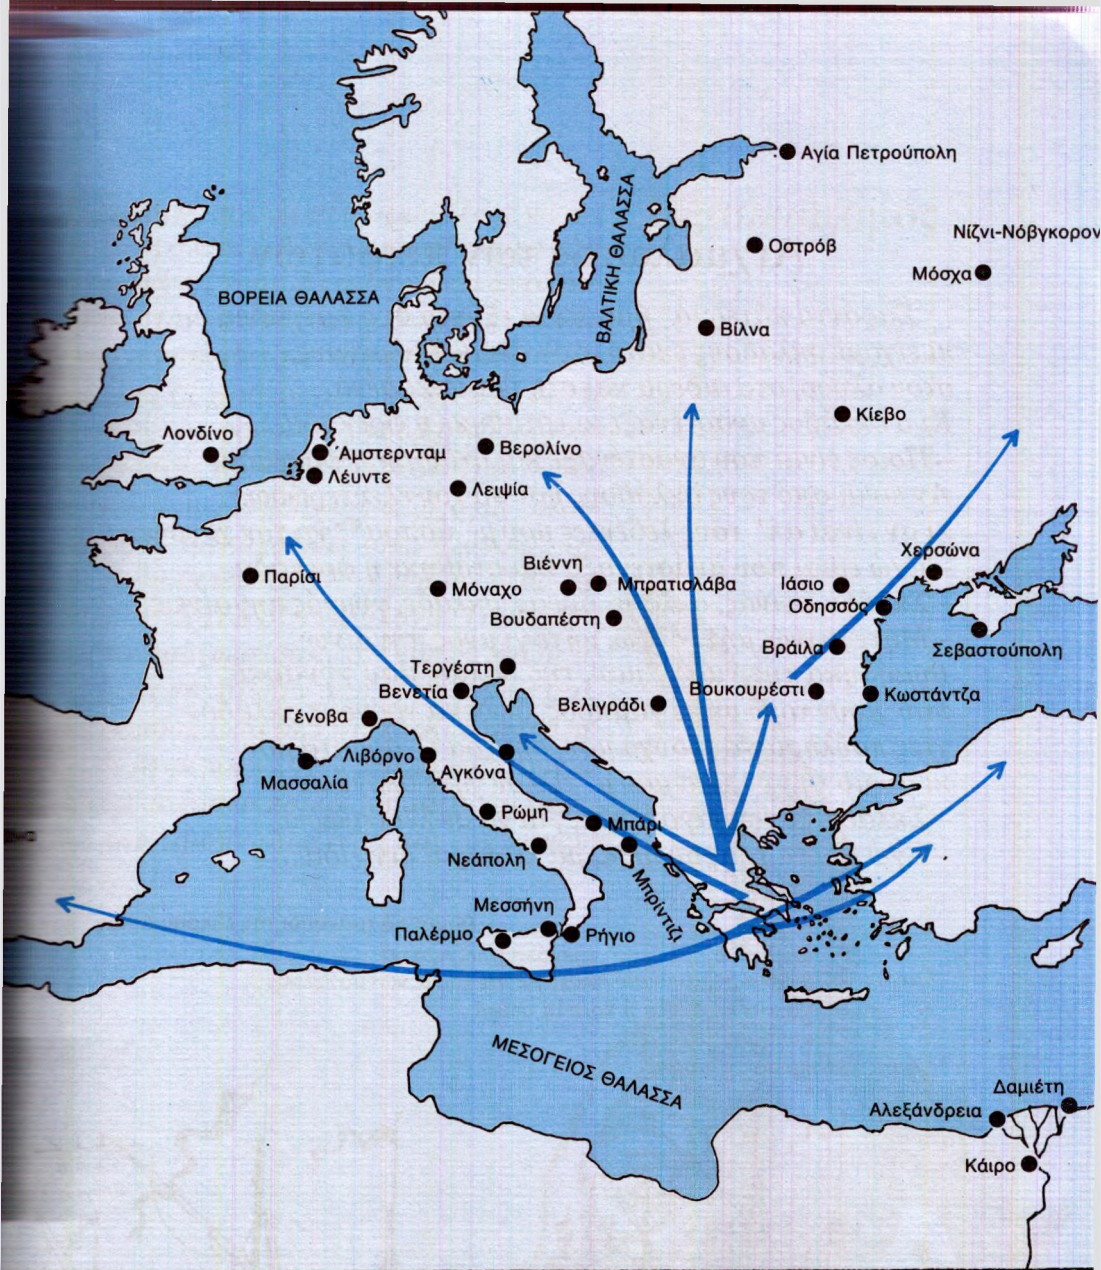 Αγία Πετρούπολη
ΒΑΛΤΙΚΗ ΘΑΛΑΣΣΑ
Νίζνι-Νόβγκορον
Οστρόβ
Μόσχα
ΒΟΡΕΙΑ ΘΑΛΑΣΣΑ
Βίλνα
Κίεβο
Λονδίνο
Άμστερνταμ
Βερολίνο
Λέυντε
Λειψία
Χερσώνα
Βιέννη
Παρίσι
Μόναχο
Μπρατισλάβα
Ιάσιο
Οδησσός
Βουδαπέστη
Βράιλα
Σεβαστούπολη
Τεργέστη
Βενετία
Βουκουρέστι
Κωστάντζα
Βελιγράδι
Γένοβα
Λιβόρνο
Αγκόνα
Μασσαλία
Ρώμη
Μπάρι
Νεάπολη
Μπρίντιζι
Μεσσήνη
Παλέρμο
Ρήγιο
ΜΕΣΟΓΕΙΟΣ ΘΑΛΑΣΣΑ
Δαμιέτη
Αλεξάνδρεια
Κάιρο